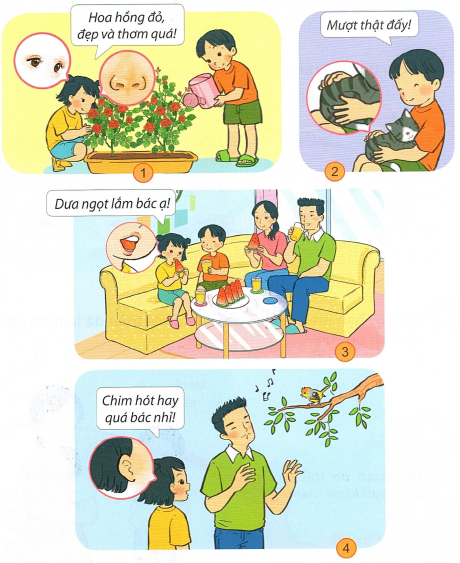 Hoa hồng đỏ,
đẹp và thơm quá!
1
Mượt thật đấy!
2
Dưa ngọt lắm bác ạ!
3
Chim hót hay
quá bác nhỉ!
4